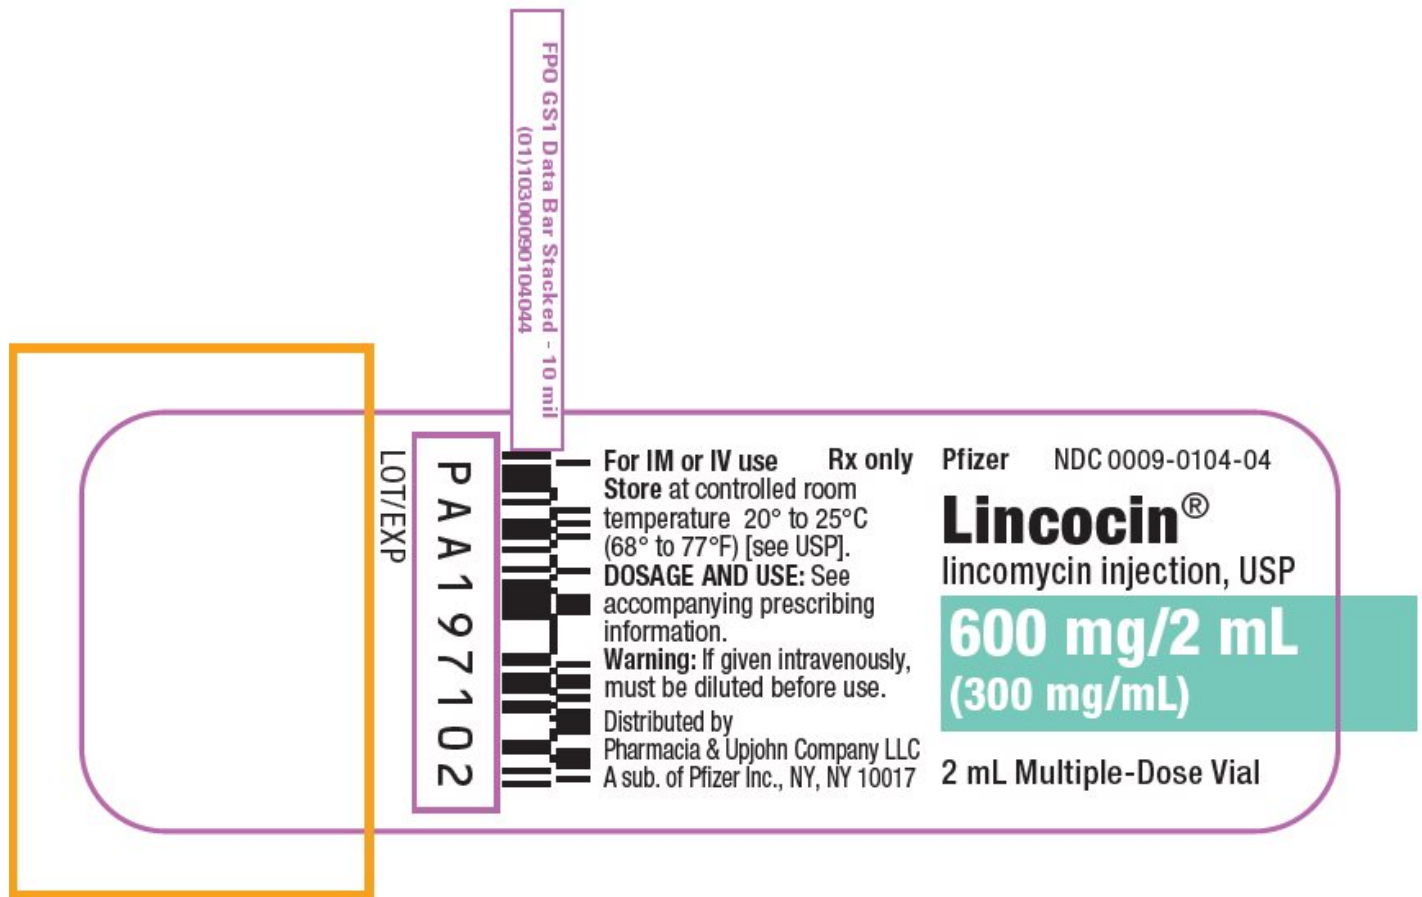 FPO GS1 Data Bar Stacked - 10 mil
(01)10300090104044
LOT/EXP
PAA197102
For IM or IV use Rx only
Store at controlled room
temperature 20° to 25°C
(68° to 77°F) [see USP].
DOSAGE AND USE: See
accompanying prescribing
information.
Warning: If given intravenously,
must be diluted before use.
Distributed by
Pharmacia & Upjohn Company LLC
A sub. of Pfizer Inc., NY, NY 10017
Pfizer NDC 0009-0104-04
Lincocin®
lincomycin injection, USP
600 mg/2 mL
(300 mg/mL)
2 mL Multiple-Dose Vial